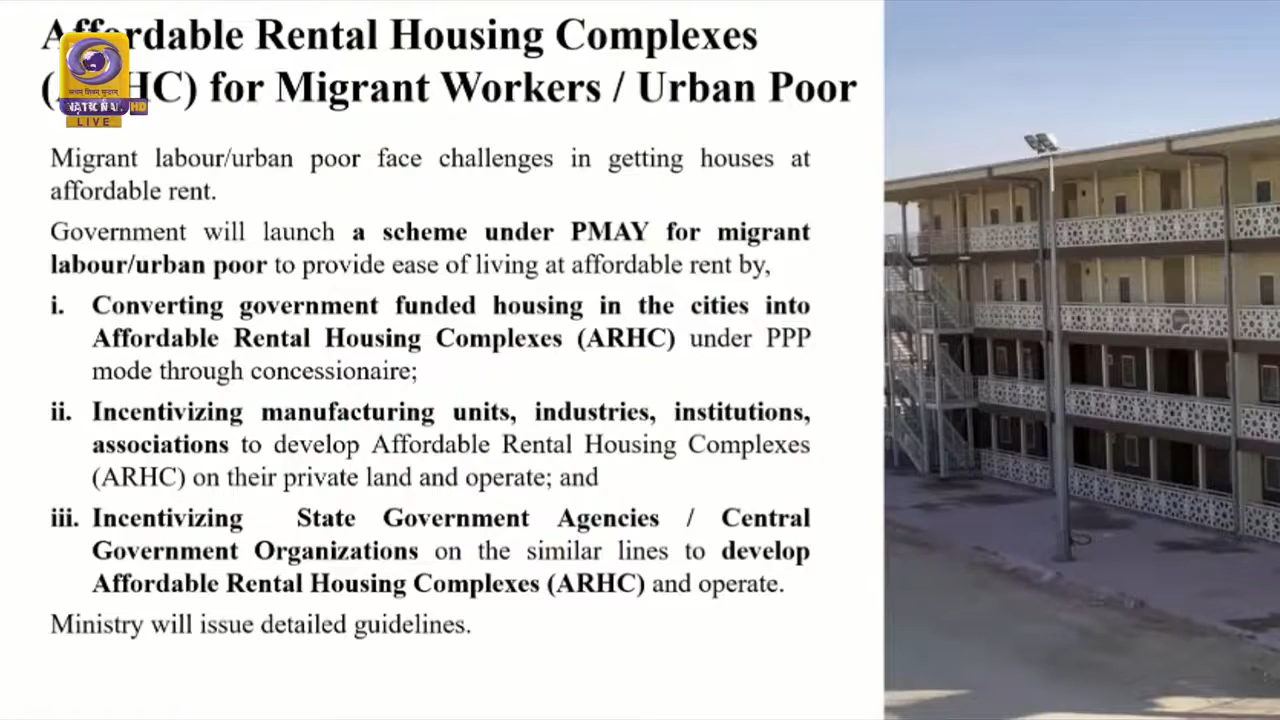 Affordable Rental Housing Complexes
(ARHC) for Migrant Workers / Urban Poor
NATIONAL HD
LIVE
Migrant labour/urban poor face challenges in getting houses at
affordable rent.
Government will launch a scheme under PMAY for migrant
labour/urban poor to provide ease of living at affordable rent by,
i. Converting government funded housing in the cities into
Affordable Rental Housing Complexes (ARHC) under PPP
mode through concessionaire;
ii. Incentivizing manufacturing units, industries, institutions,
associations to develop Affordable Rental Housing Complexes
(ARHC) on their private land and operate; and
iii. Incentivizing State Government Agencies / Central
Government Organizations on the similar lines to develop
Affordable Rental Housing Complexes (ARHC) and operate.
Ministry will issue detailed guidelines.